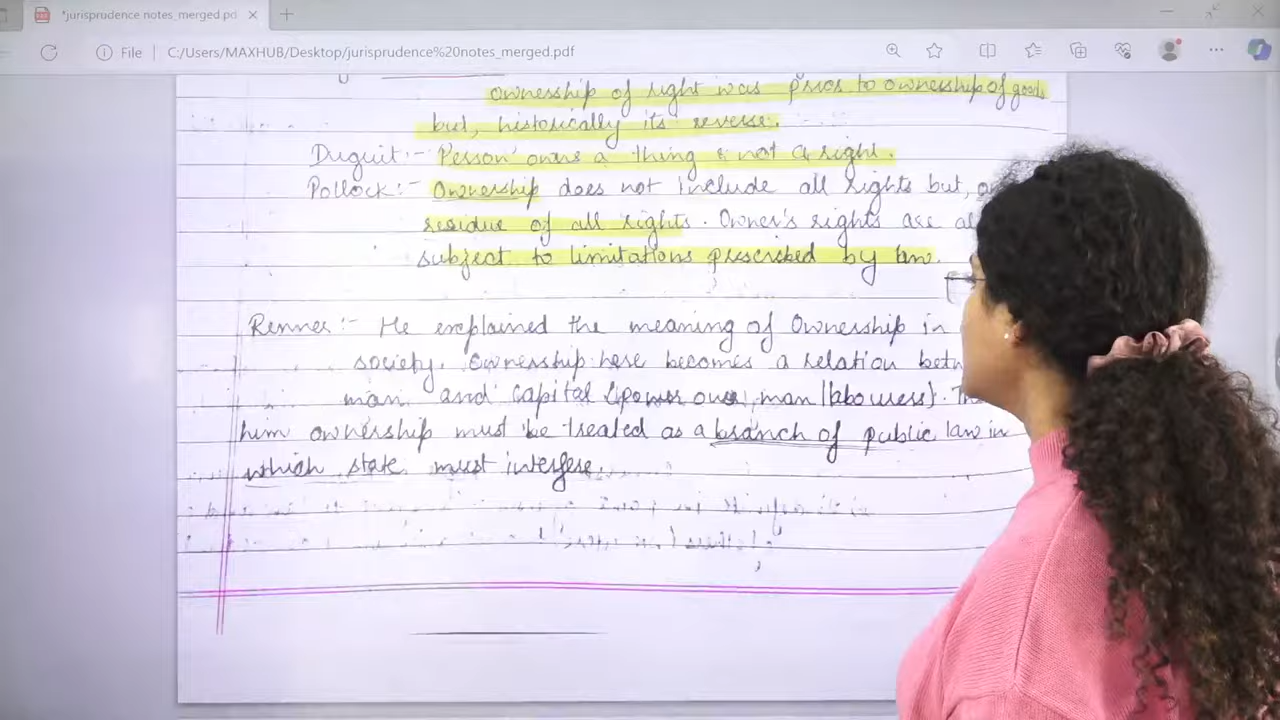 *jurisprudence notes_merged.pd
File C:/Users/MAXHUB/Desktop/jurisprudence%20notes_merged.pdf
ownership of right was prior to ownership of good,
but, historically its reverse.
Duguit:- 'Person' owns a thing & not a right.
Pollock:- Ownership does not include all rights but,
residue of all rights. Owner's rights are al
subject to limitations prescribed by law.
Renner:- He explained the meaning of Ownership in
society. Ownership here becomes a relation betw
man and capital (power over man/labourers). Th
him ownership must be treated as a branch of public law in
which state must interfere.